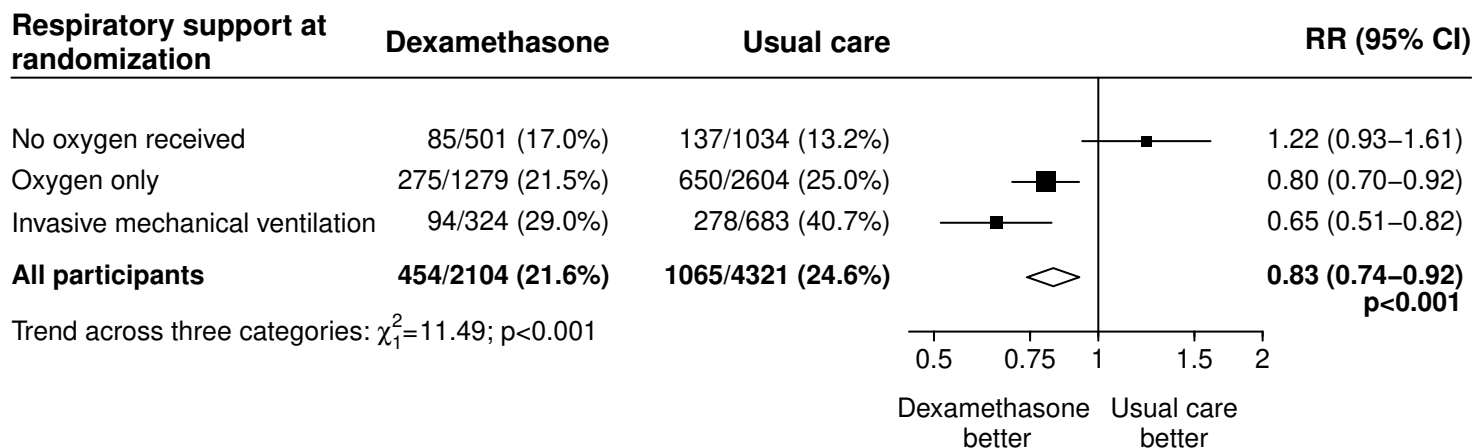 Respiratory support at
randomization Dexamethasone Usual care RR (95% CI)
No oxygen received 85/501 (17.0%) 137/1034 (13.2%) 1.22 (0.93−1.61)
Oxygen only 275/1279 (21.5%) 650/2604 (25.0%) 0.80 (0.70−0.92)
Invasive mechanical ventilation 94/324 (29.0%) 278/683 (40.7%) 0.65 (0.51−0.82)
All participants 454/2104 (21.6%) 1065/4321 (24.6%) 0.83 (0.74−0.92)
p<0.001
Trend across three categories: χ²₁=11.49; p<0.001
0.5 0.75 1 1.5 2
Dexamethasone Usual care
better better